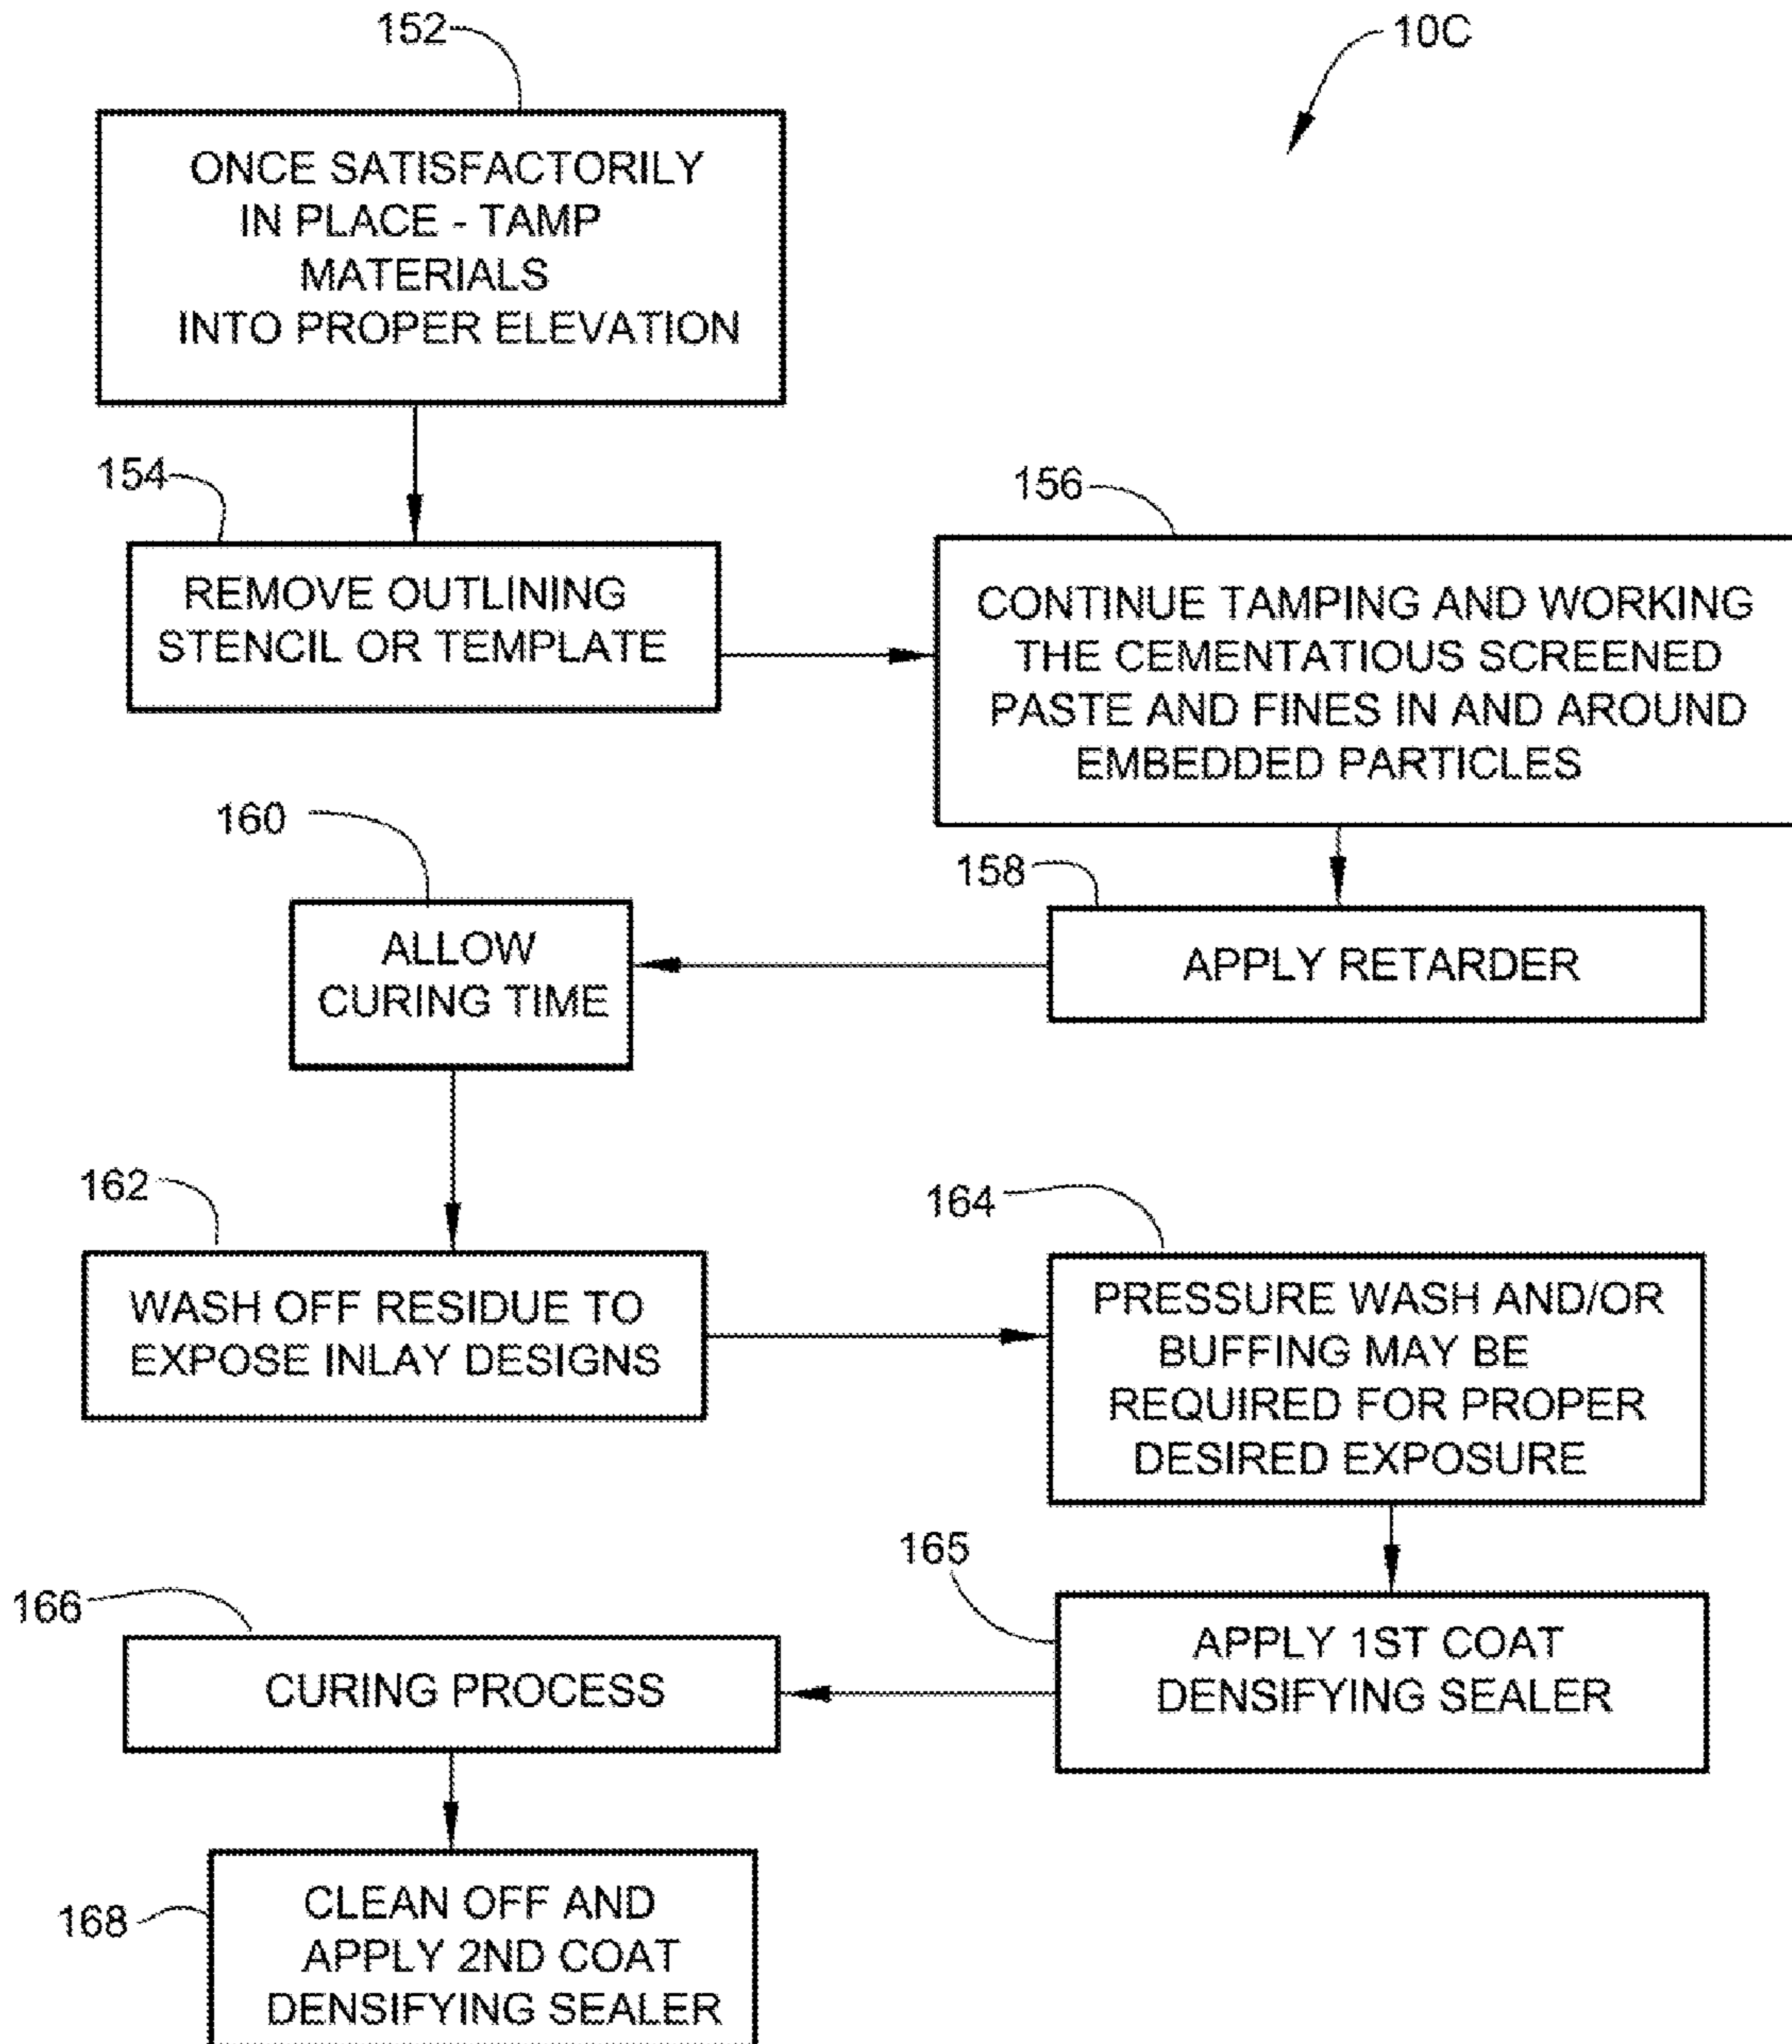 152
10C
ONCE SATISFACTORILY
IN PLACE - TAMP
MATERIALS
INTO PROPER ELEVATION
154
REMOVE OUTLINING
STENCIL OR TEMPLATE
156
CONTINUE TAMPING AND WORKING
THE CEMENTATIOUS SCREENED
PASTE AND FINES IN AND AROUND
EMBEDDED PARTICLES
158
APPLY RETARDER
160
ALLOW
CURING TIME
162
WASH OFF RESIDUE TO
EXPOSE INLAY DESIGNS
164
PRESSURE WASH AND/OR
BUFFING MAY BE
REQUIRED FOR PROPER
DESIRED EXPOSURE
165
APPLY 1ST COAT
DENSIFYING SEALER
166
CURING PROCESS
168
CLEAN OFF AND
APPLY 2ND COAT
DENSIFYING SEALER